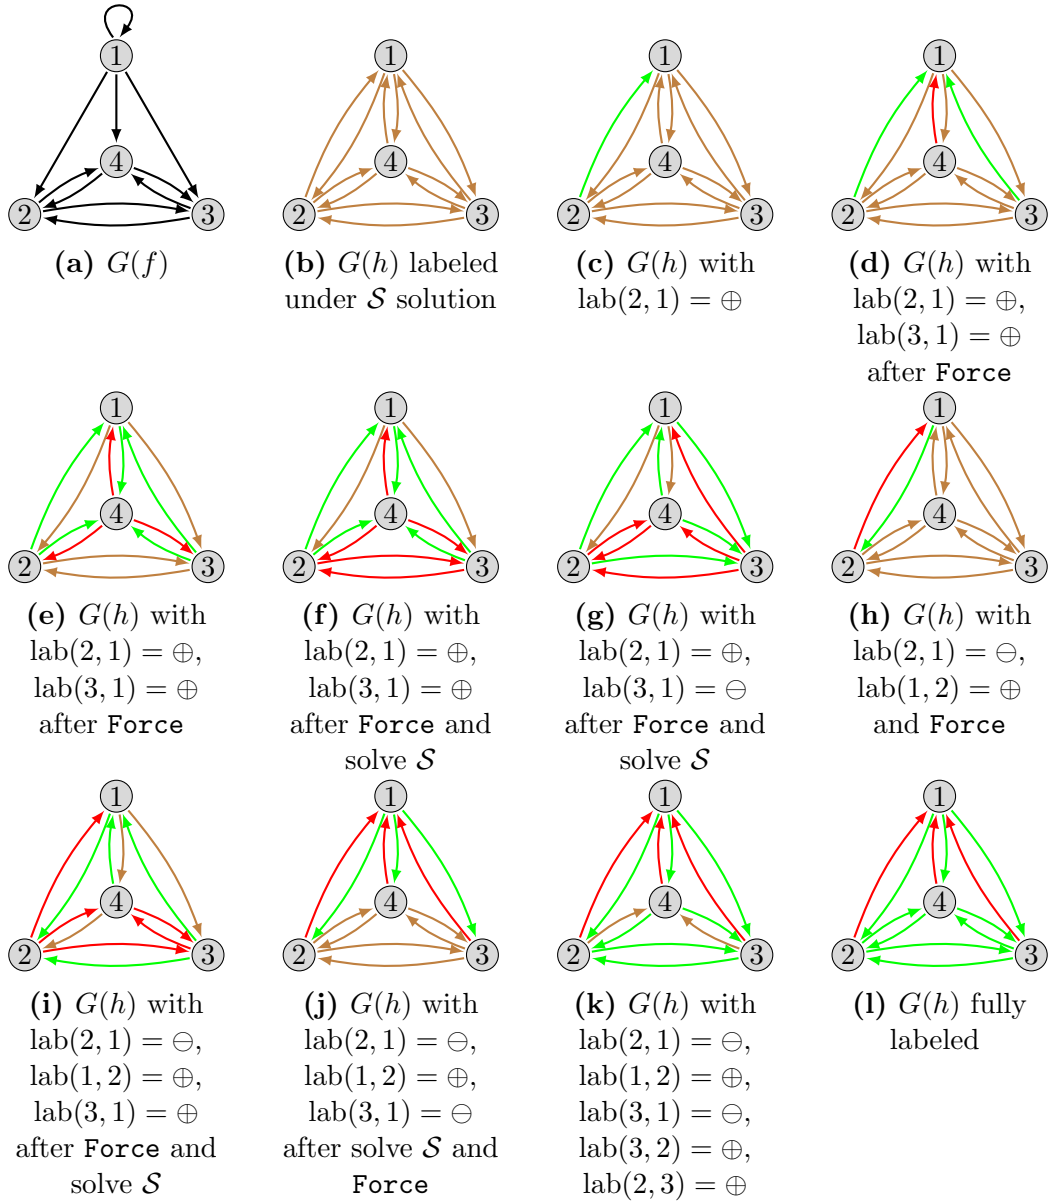 1
4
2
3
(a) G(f)
1
4
2
3
(b) G(h) labeled
under 𝒮 solution
1
4
2
3
(c) G(h) with
lab(2, 1) = ⊕
1
4
2
3
(d) G(h) with
lab(2, 1) = ⊕,
lab(3, 1) = ⊕
after Force
1
4
2
3
(e) G(h) with
lab(2, 1) = ⊕,
lab(3, 1) = ⊕
after Force
1
4
2
3
(f) G(h) with
lab(2, 1) = ⊕,
lab(3, 1) = ⊕
after Force and
solve 𝒮
1
4
2
3
(g) G(h) with
lab(2, 1) = ⊕,
lab(3, 1) = ⊖
after Force and
solve 𝒮
1
4
2
3
(h) G(h) with
lab(2, 1) = ⊖,
lab(1, 2) = ⊕
and Force
1
4
2
3
(i) G(h) with
lab(2, 1) = ⊖,
lab(1, 2) = ⊕,
lab(3, 1) = ⊕
after Force and
solve 𝒮
1
4
2
3
(j) G(h) with
lab(2, 1) = ⊖,
lab(1, 2) = ⊕,
lab(3, 1) = ⊖
after solve 𝒮 and
Force
1
4
2
3
(k) G(h) with
lab(2, 1) = ⊖,
lab(1, 2) = ⊕,
lab(3, 1) = ⊖,
lab(3, 2) = ⊕,
lab(2, 3) = ⊕
1
4
2
3
(l) G(h) fully
labeled